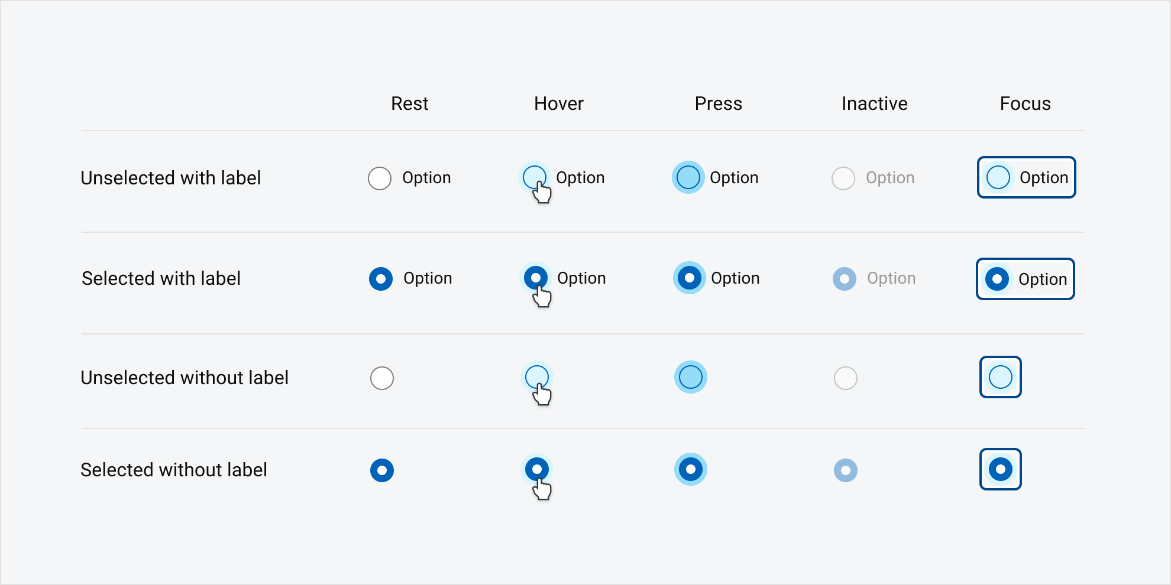 Rest Hover Press Inactive Focus
Unselected with label Option Option Option Option Option
Selected with label Option Option Option Option Option
Unselected without label
Selected without label